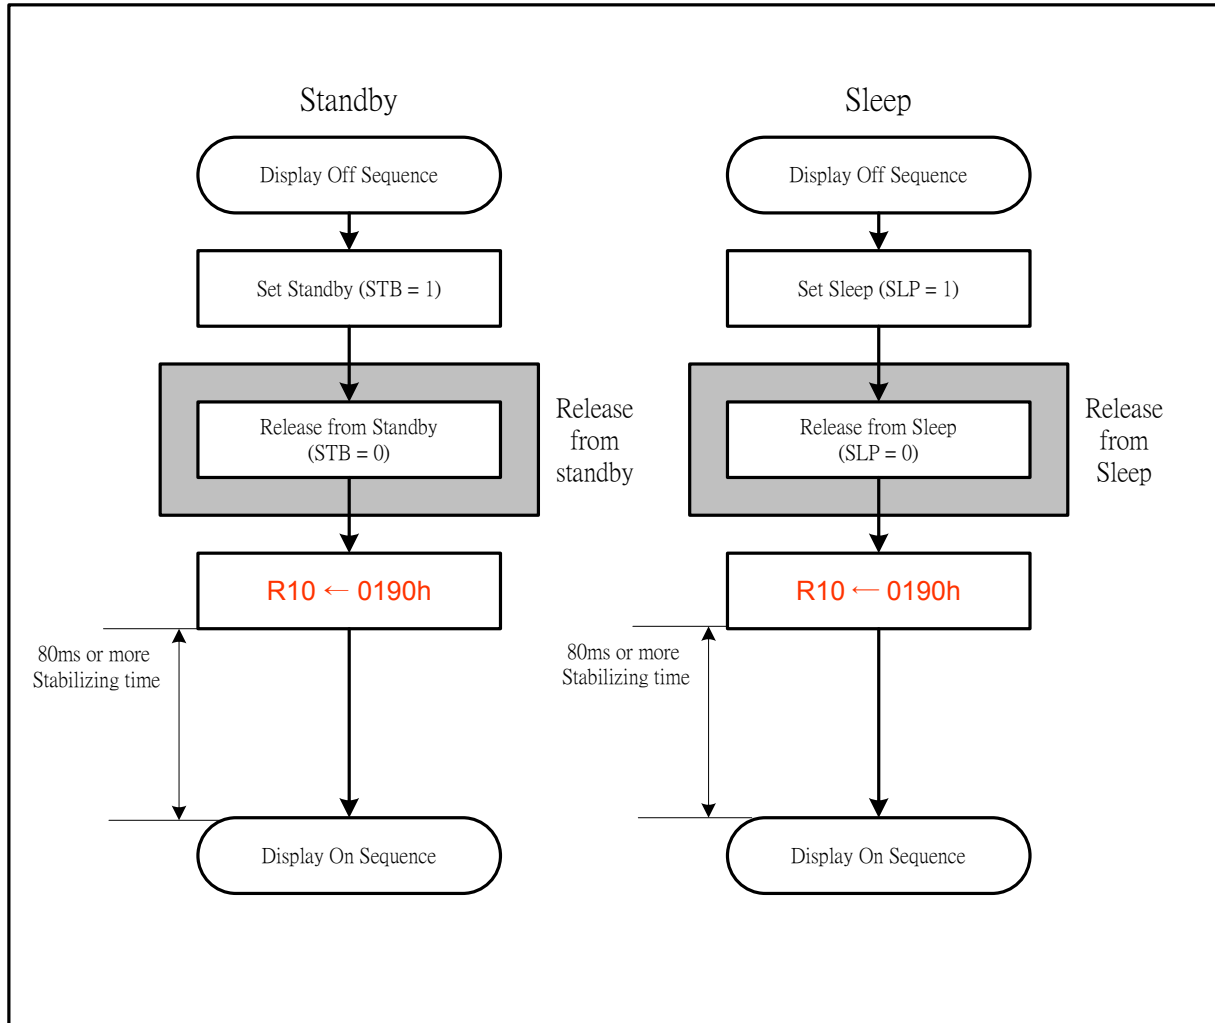 Standby
Display Off Sequence
Set Standby (STB = 1)
Release from Standby
(STB = 0)
Release
from
standby
R10 ← 0190h
80ms or more
Stabilizing time
Display On Sequence
Sleep
Display Off Sequence
Set Sleep (SLP = 1)
Release from Sleep
(SLP = 0)
Release
from
Sleep
R10 ← 0190h
80ms or more
Stabilizing time
Display On Sequence